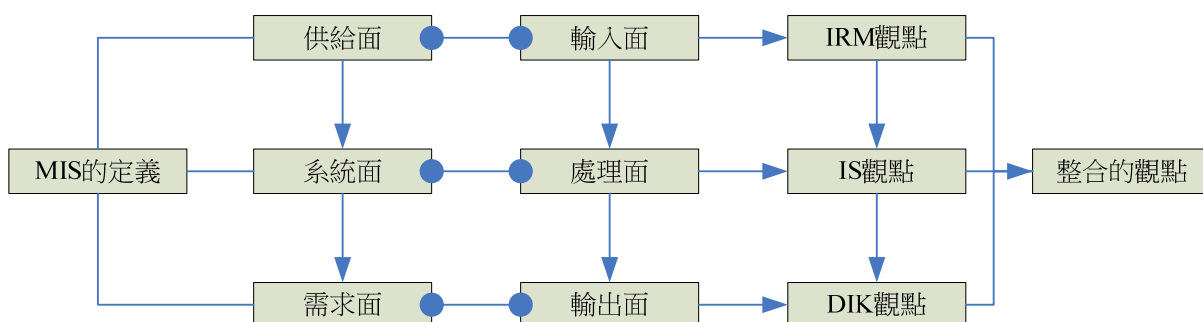 供給面
輸入面
IRM觀點
MIS的定義
系統面
處理面
IS觀點
整合的觀點
需求面
輸出面
DIK觀點